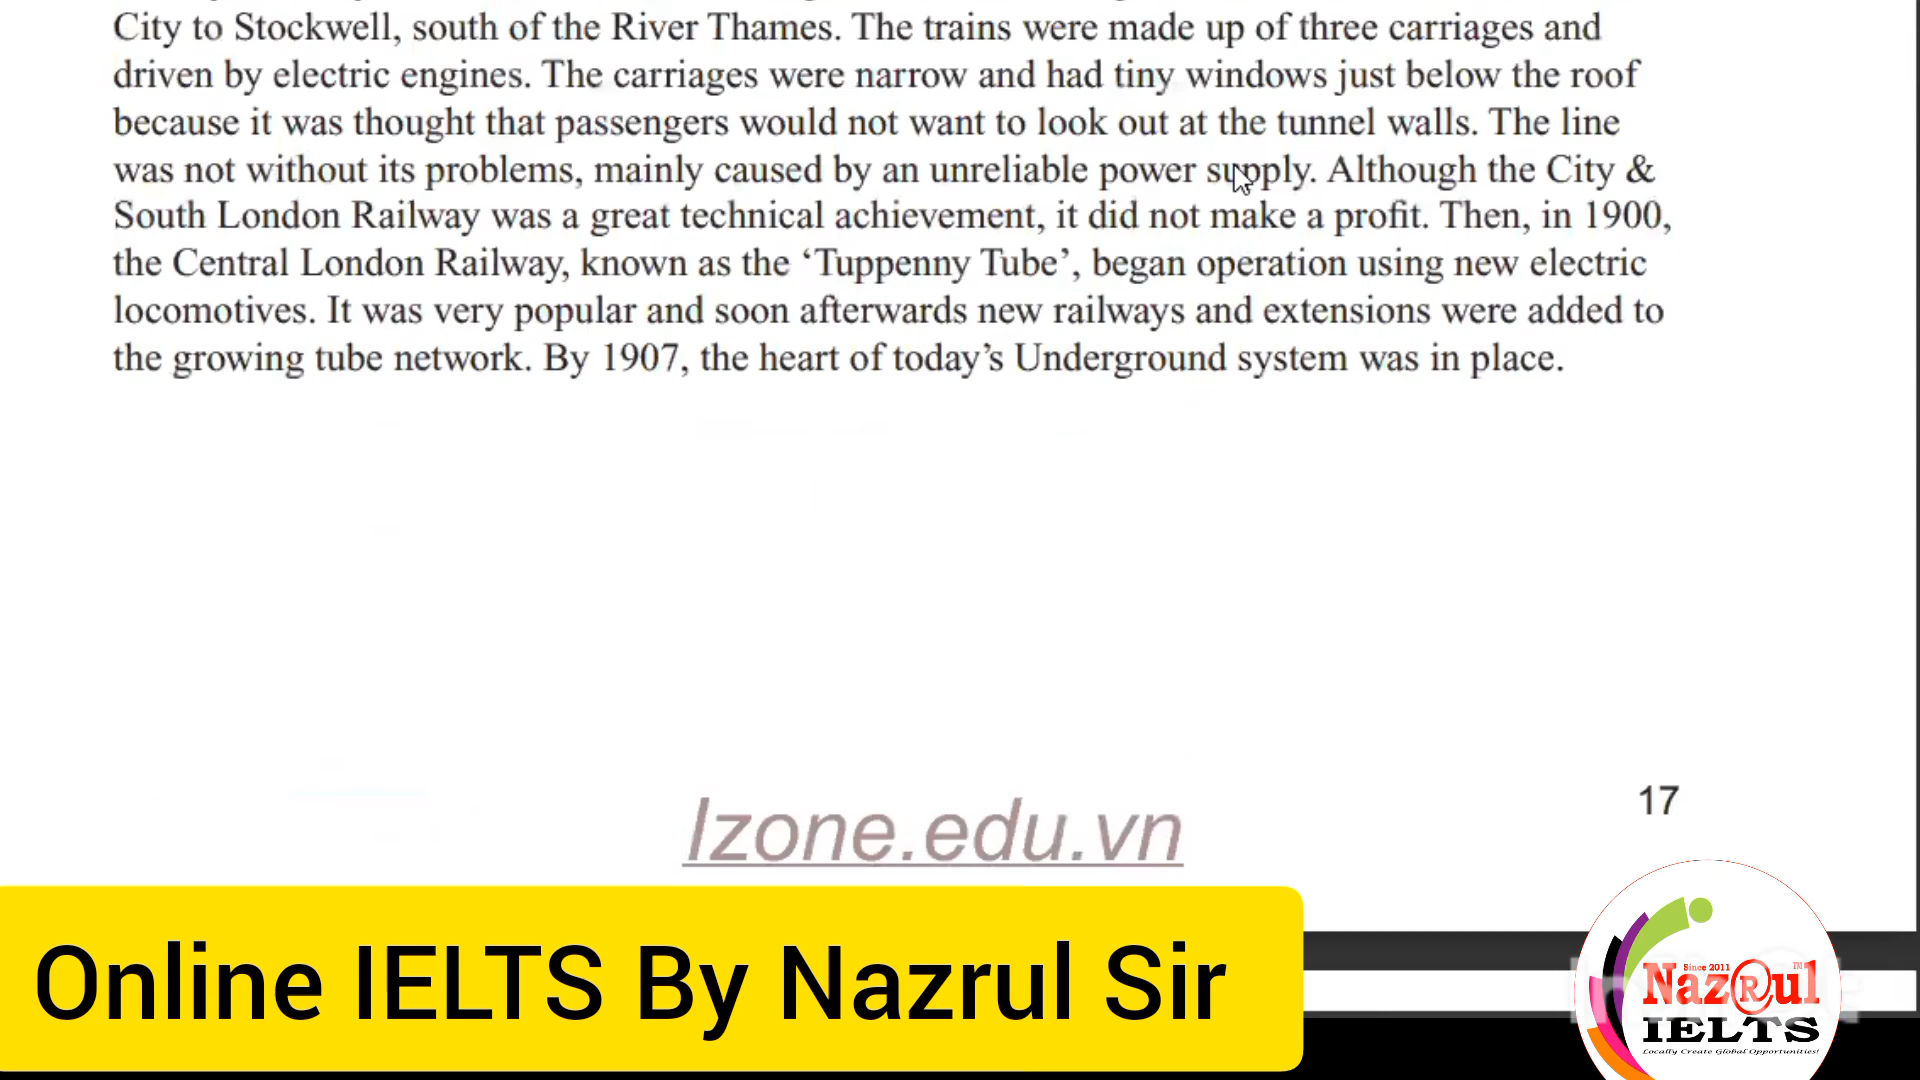 City to Stockwell, south of the River Thames. The trains were made up of three carriages and
driven by electric engines. The carriages were narrow and had tiny windows just below the roof
because it was thought that passengers would not want to look out at the tunnel walls. The line
was not without its problems, mainly caused by an unreliable power supply. Although the City &
South London Railway was a great technical achievement, it did not make a profit. Then, in 1900,
the Central London Railway, known as the ‘Tuppenny Tube’, began operation using new electric
locomotives. It was very popular and soon afterwards new railways and extensions were added to
the growing tube network. By 1907, the heart of today’s Underground system was in place.
17
Izone.edu.vn
Online IELTS By Nazrul Sir
Since 2011
TM
Nazrul
IELTS
Locally Create Global Opportunities!